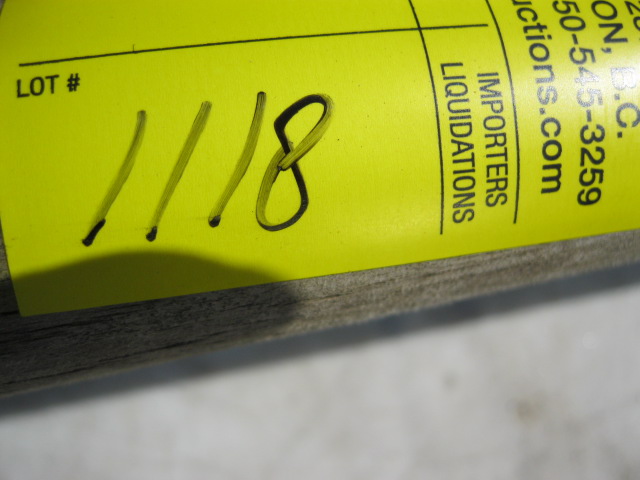 LOT #
1118
IMPORTERS
LIQUIDATIONS
ON, B.C.
50-545-3259
uctions.com